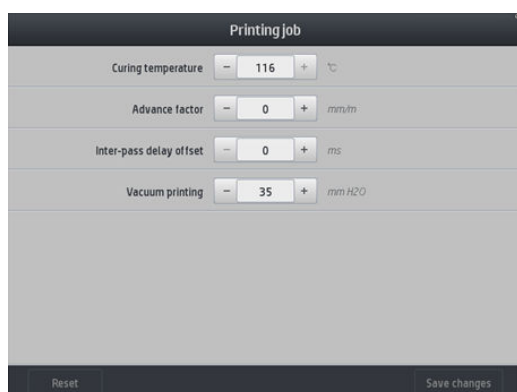 Printing job
Curing temperature - 116 + °C
Advance factor - 0 + mm/m
Inter-pass delay offset - 0 + ms
Vacuum printing - 35 + mm H2O
Reset Save changes